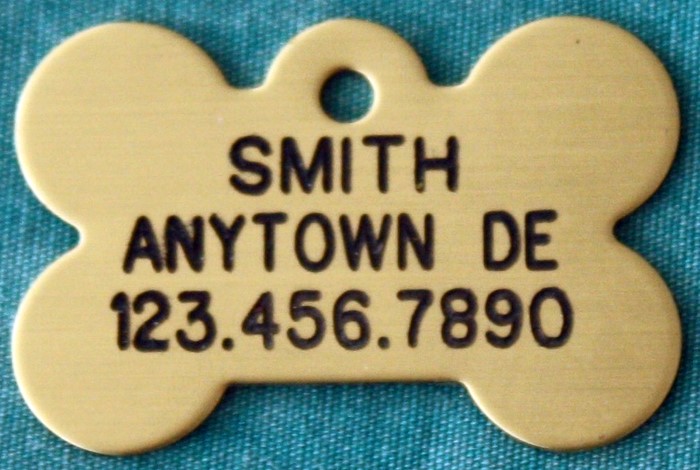 SMITH
ANYTOWN DE
123.456.7890